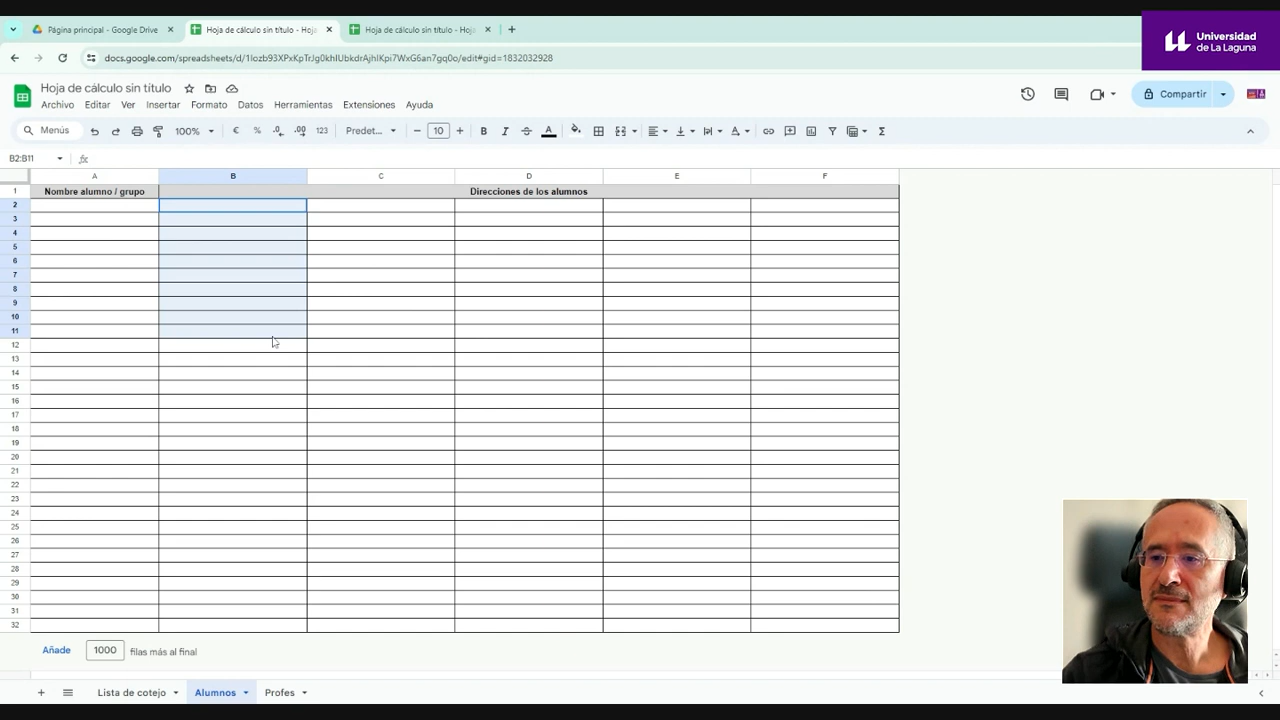 Página principal - Google Drive
Hoja de cálculo sin título - Hoja
Hoja de cálculo sin título - Hoja
Universidad
de La Laguna
docs.google.com/spreadsheets/d/1Iozb93XPxKpTrJg0khIUbkdrAjhIKpi7WxG6an7gq0o/edit#gid=1832032928
Hoja de cálculo sin título
Archivo Editar Ver Insertar Formato Datos Herramientas Extensiones Ayuda
Compartir
Menús 100% € % .0 .00 123 Predet... 10 B I S A Σ
B2:B11 fx
A B C D E F
1 Nombre alumno / grupo Direcciones de los alumnos
2
3
4
5
6
7
8
9
10
11
12
13
14
15
16
17
18
19
20
21
22
23
24
25
26
27
28
29
30
31
32
Añade 1000 filas más al final
Lista de cotejo Alumnos Profes